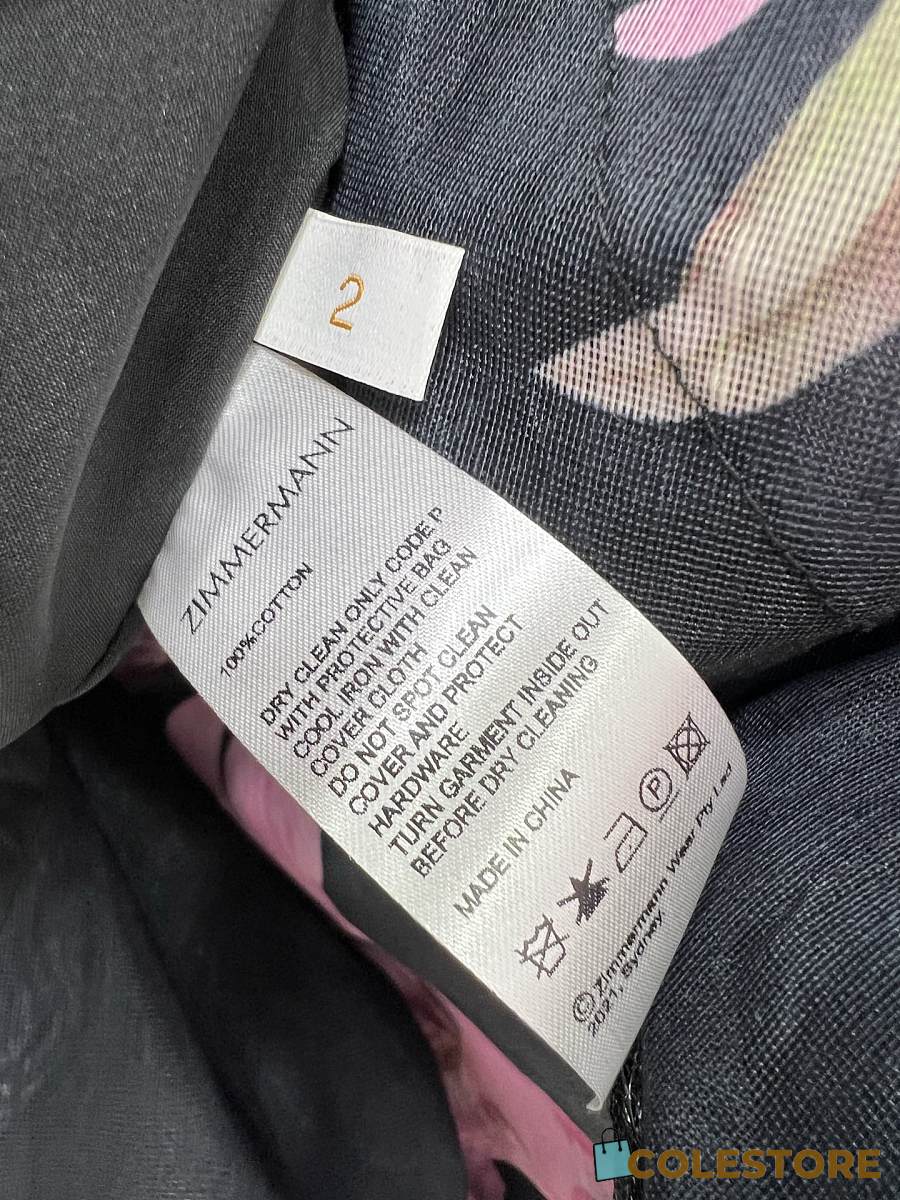 2
ZIMMERMANN
100%COTTON
DRY CLEAN ONLY CODE P
WITH PROTECTIVE BAG
COOL IRON WITH CLEAN
COVER CLOTH
DO NOT SPOT CLEAN
COVER AND PROTECT
HARDWARE
TURN GARMENT INSIDE OUT
BEFORE DRY CLEANING
MADE IN CHINA
P
© Zimmermann Wear Pty Ltd
2021, Sydney
COLESTORE